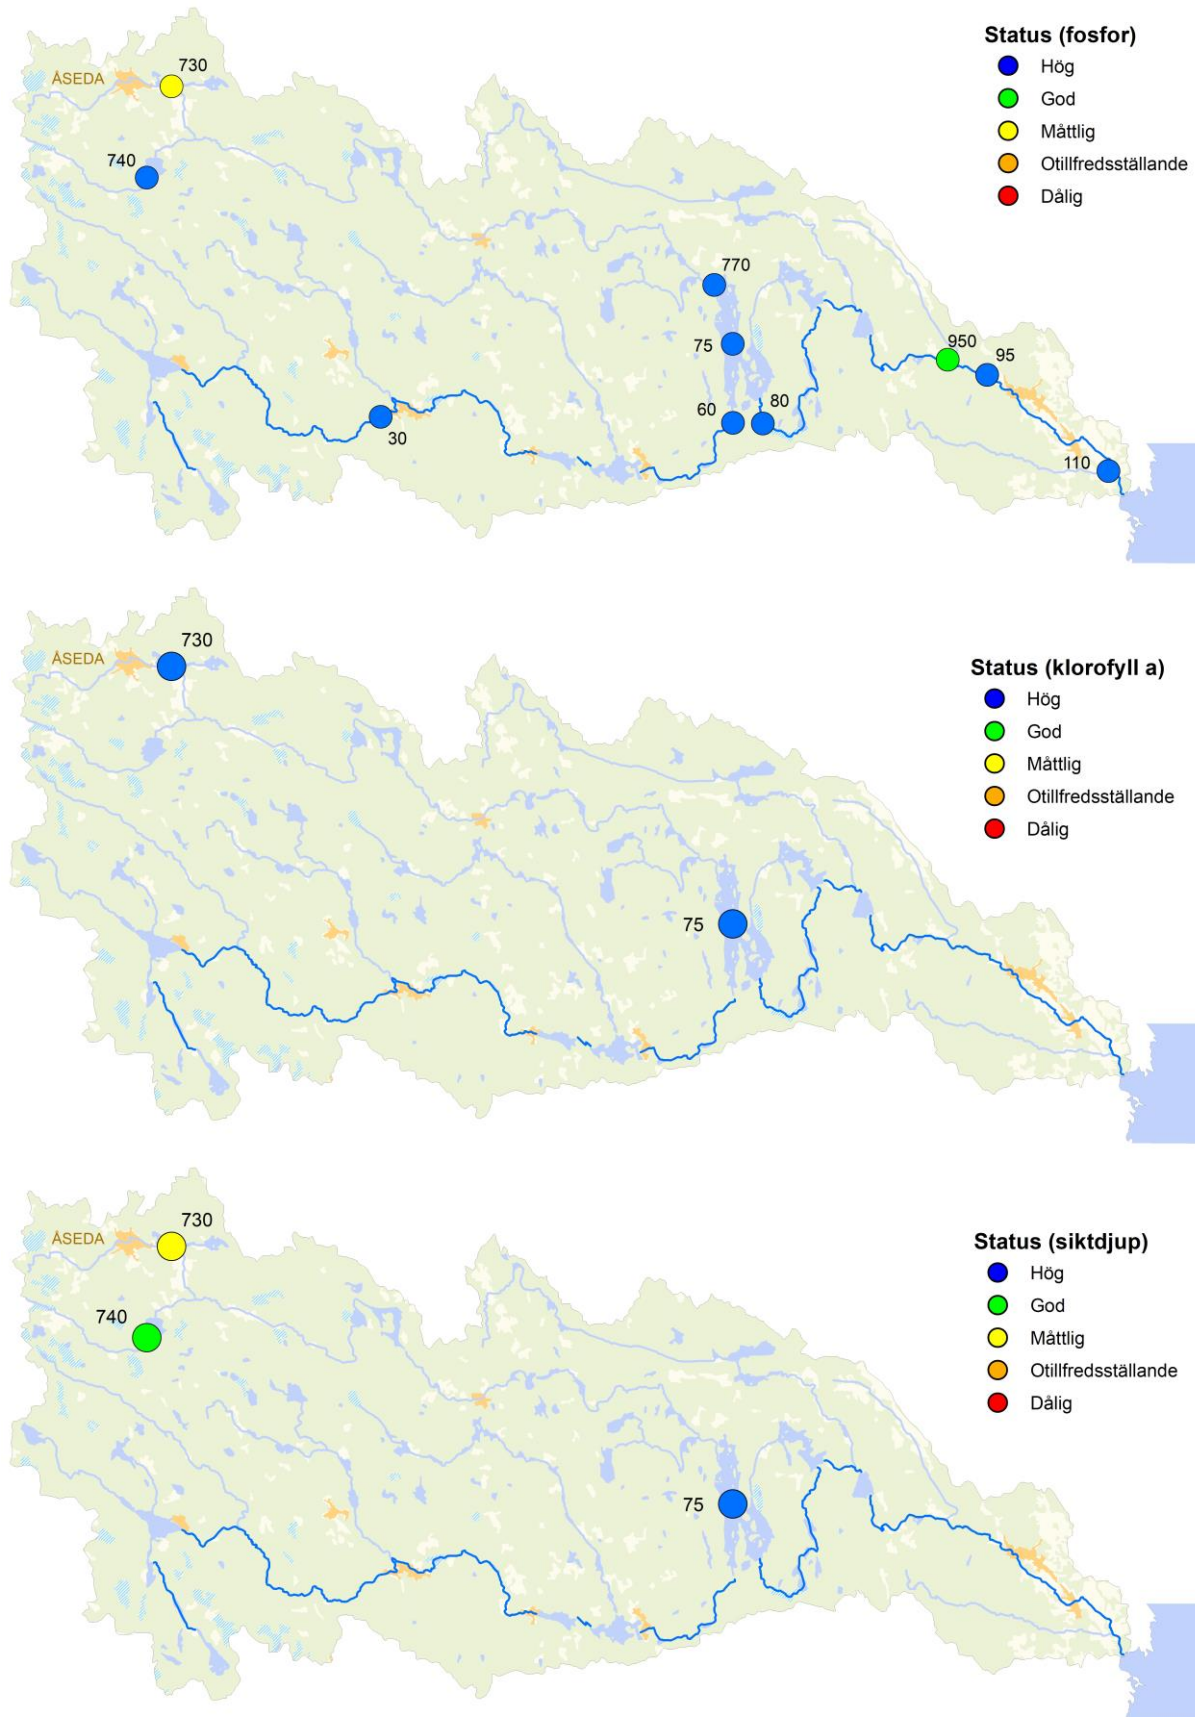 Status (fosfor)
Hög
God
Måttlig
Otillfredsställande
Dålig
ÅSEDA
730
740
770
75
60
80
30
950
95
110
Status (klorofyll a)
Hög
God
Måttlig
Otillfredsställande
Dålig
ÅSEDA
730
75
Status (siktdjup)
Hög
God
Måttlig
Otillfredsställande
Dålig
ÅSEDA
730
740
75